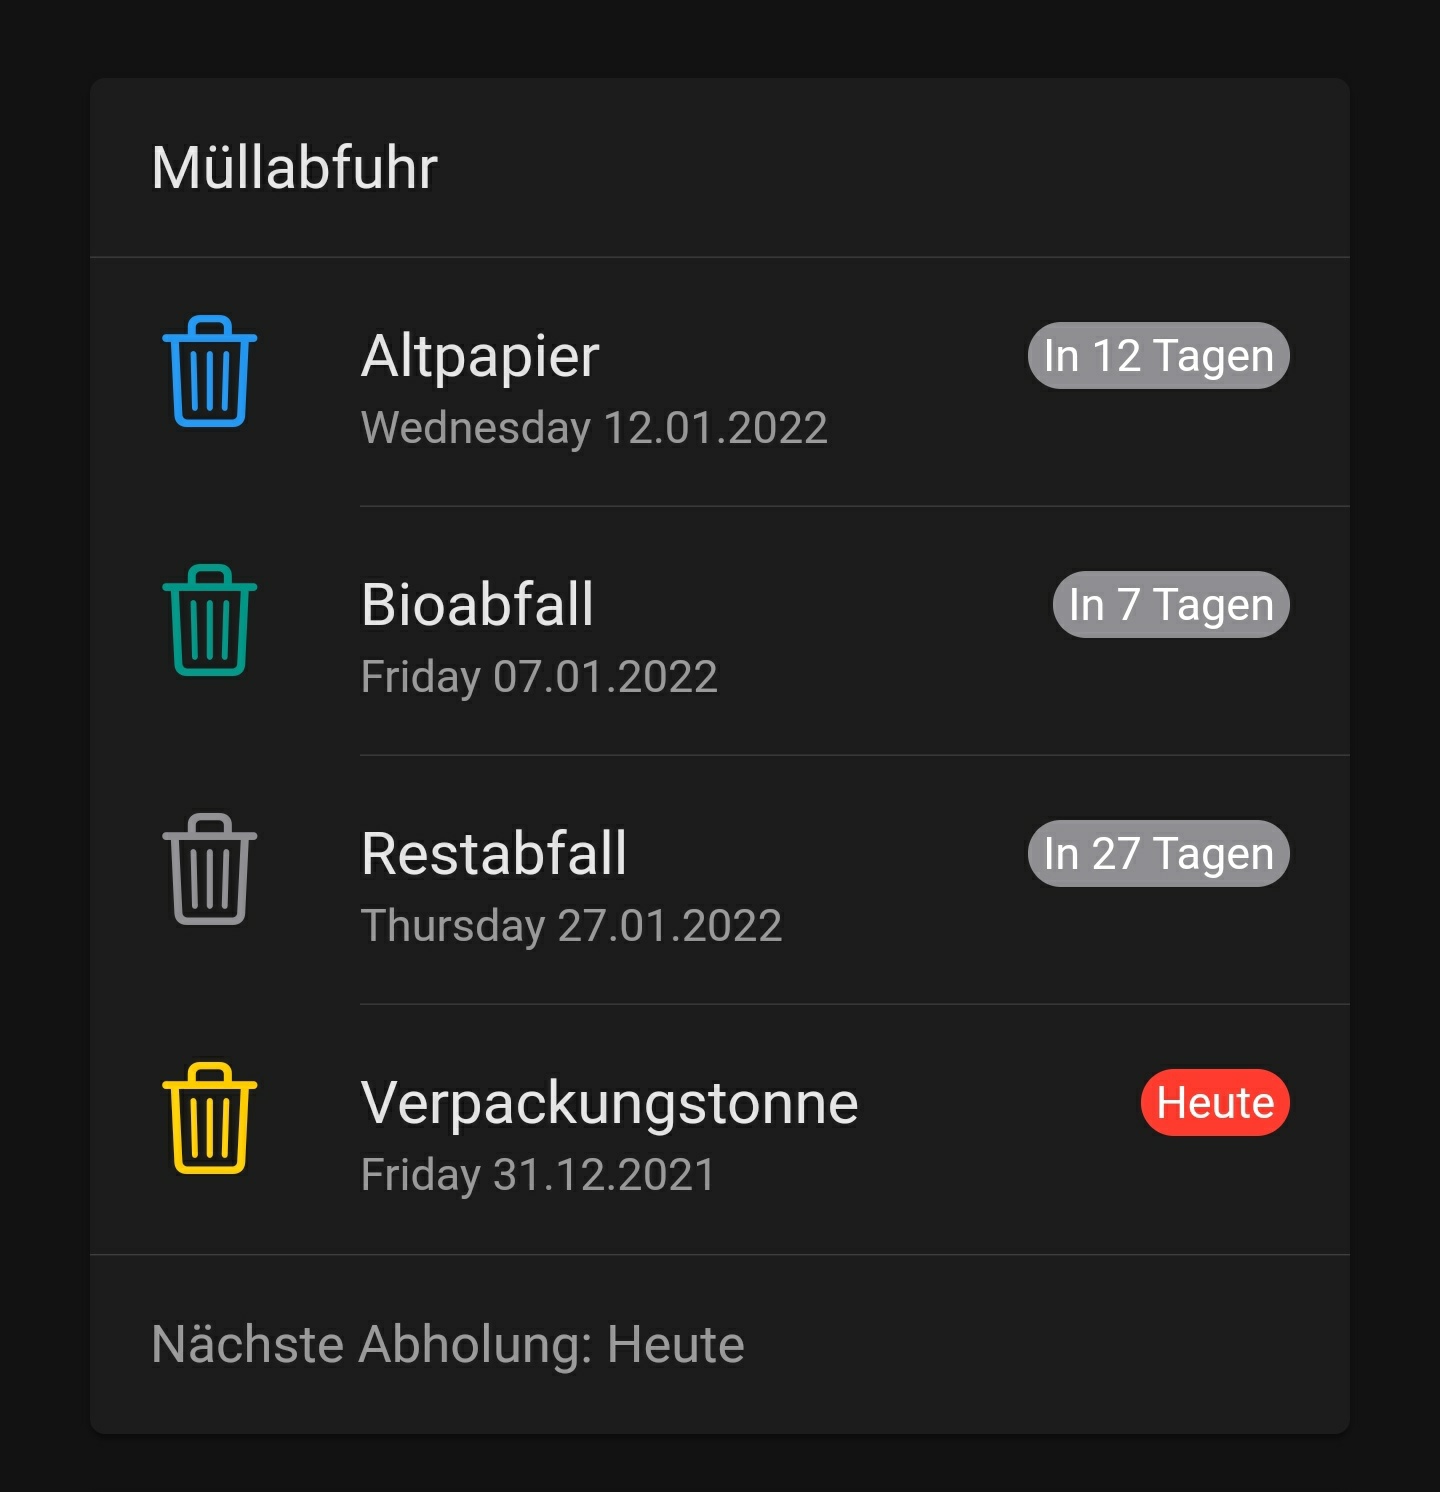 Müllabfuhr
Altpapier
In 12 Tagen
Wednesday 12.01.2022
Bioabfall
In 7 Tagen
Friday 07.01.2022
Restabfall
In 27 Tagen
Thursday 27.01.2022
Verpackungstonne
Heute
Friday 31.12.2021
Nächste Abholung: Heute